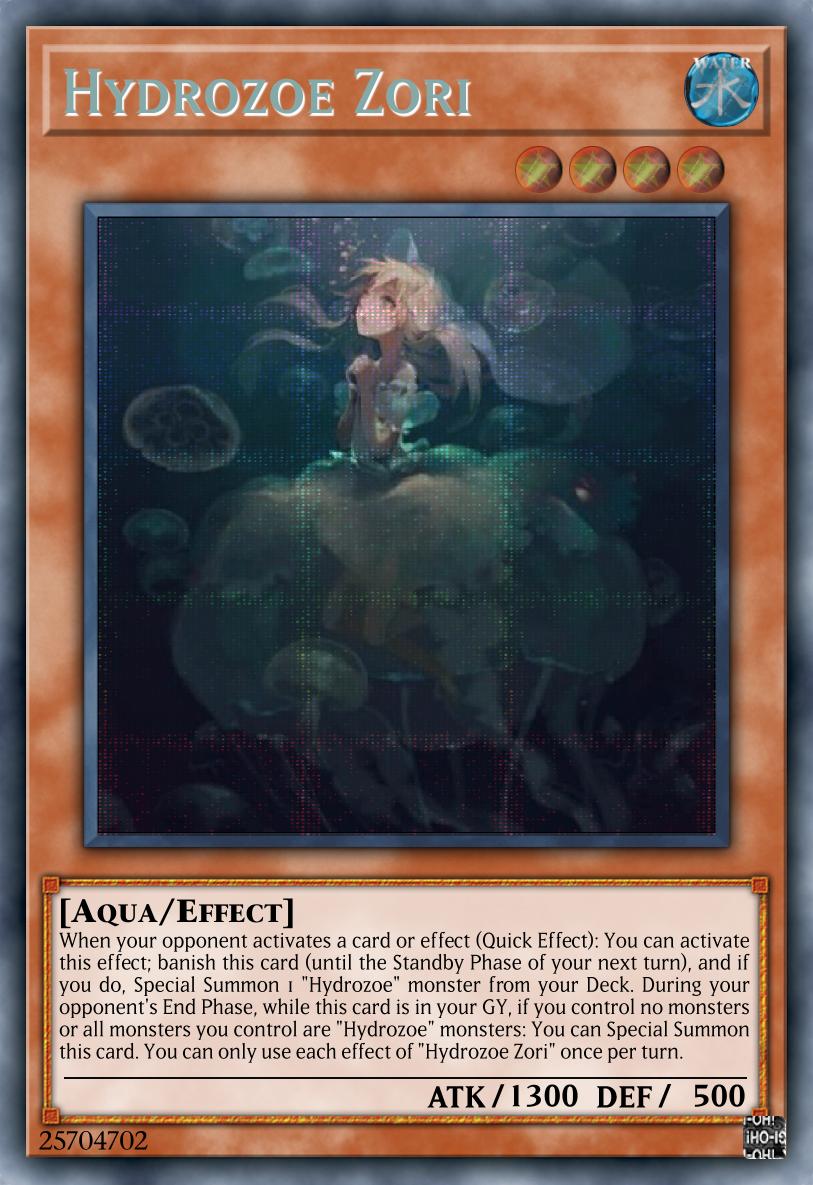 Hydrozoe Zori
WATER
水
[Aqua/Effect]
When your opponent activates a card or effect (Quick Effect): You can activate
this effect; banish this card (until the Standby Phase of your next turn), and if
you do, Special Summon 1 "Hydrozoe" monster from your Deck. During your
opponent's End Phase, while this card is in your GY, if you control no monsters
or all monsters you control are "Hydrozoe" monsters: You can Special Summon
this card. You can only use each effect of "Hydrozoe Zori" once per turn.
ATK/1300 DEF/ 500
25704702